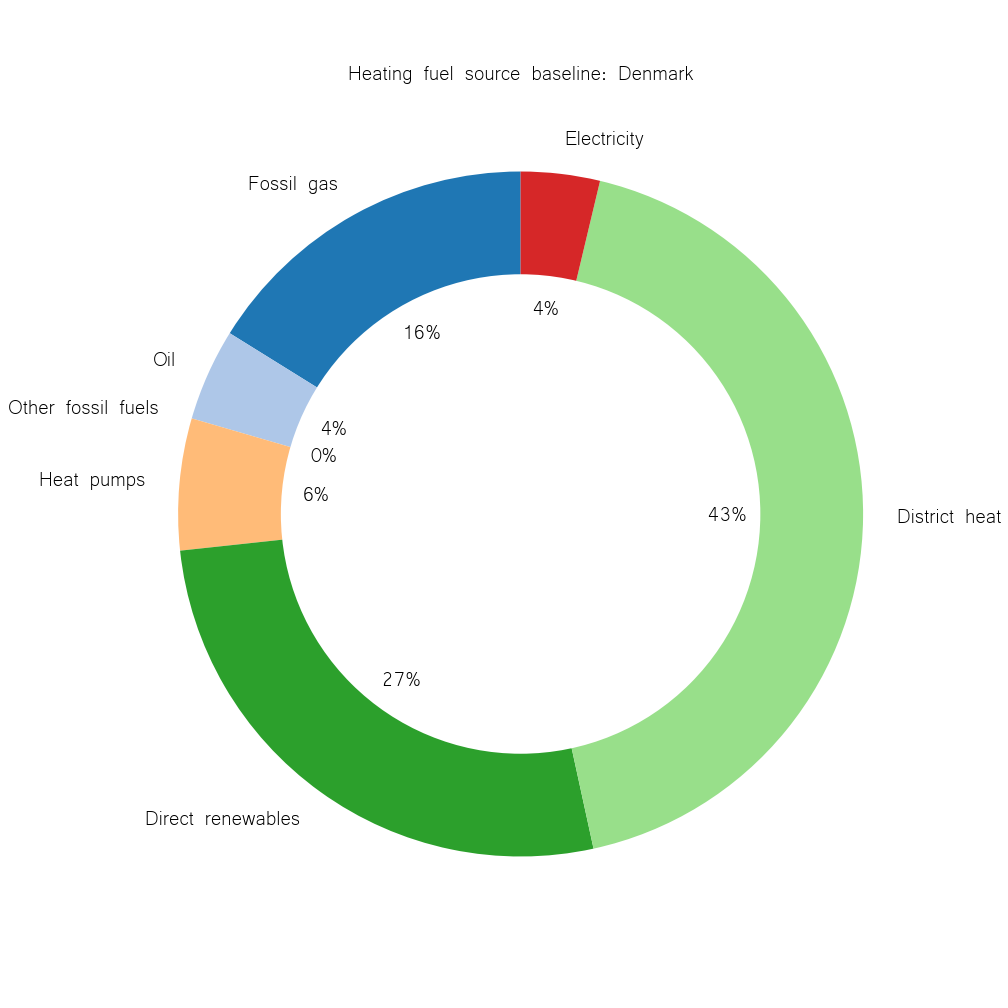 Heating fuel source baseline: Denmark
Electricity
Fossil gas
4%
16%
Oil
Other fossil fuels
4%
0%
Heat pumps
6%
43%
District heat
27%
Direct renewables